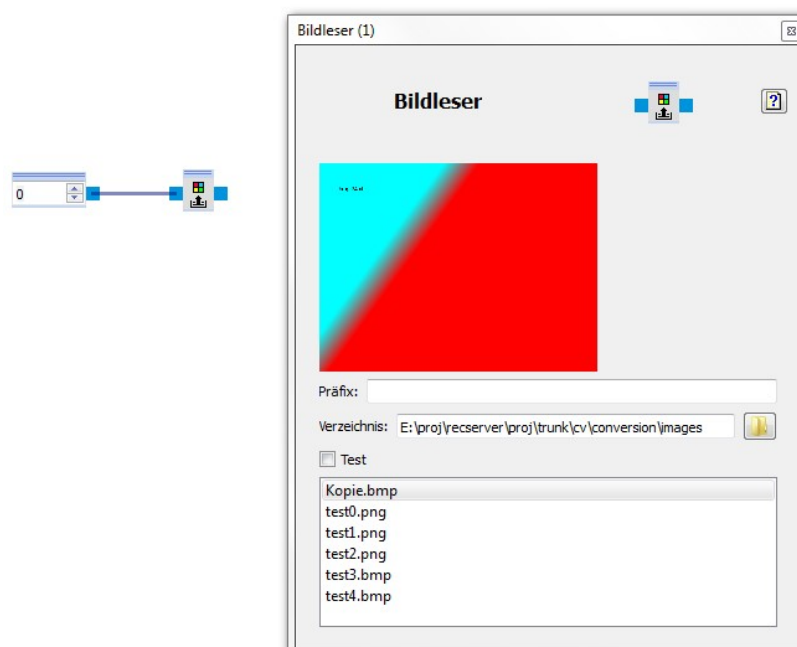 Bildleser (1)
Bildleser
0
Präfix:
Verzeichnis: E:\proj\recserver\proj\trunk\cv\conversion\images
Test
Kopie.bmp
test0.png
test1.png
test2.png
test3.bmp
test4.bmp